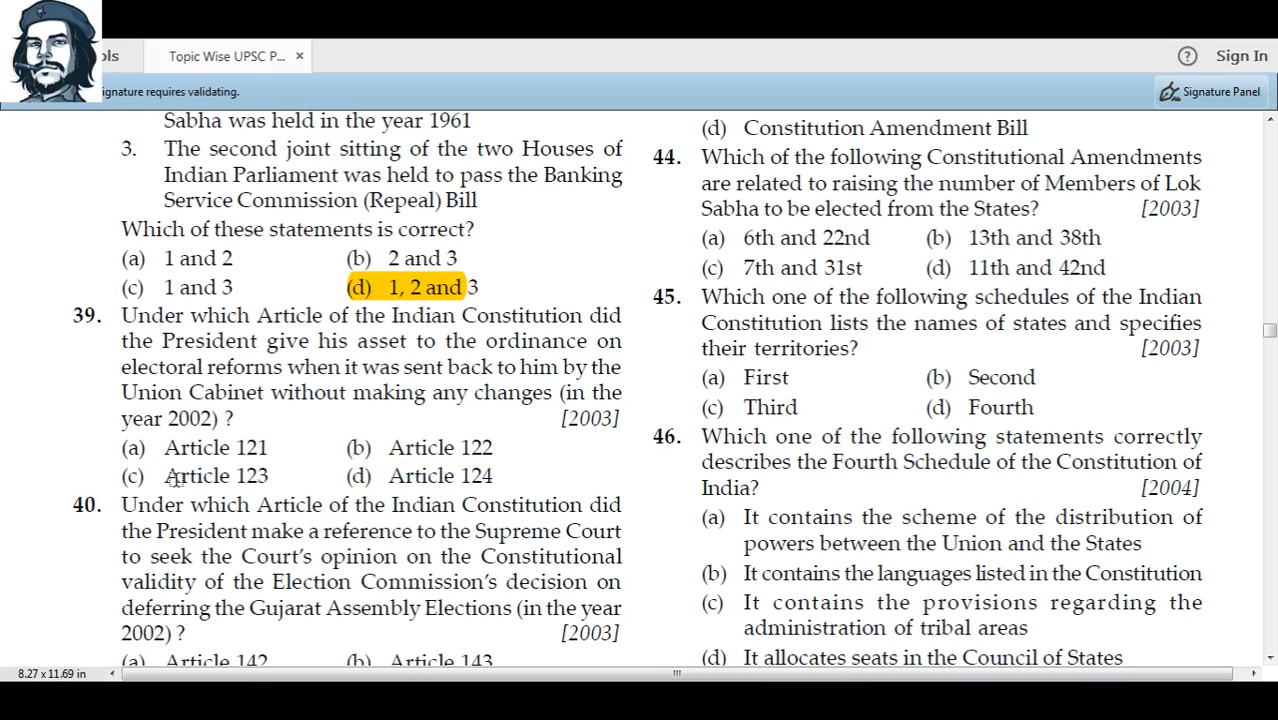 ols
Topic Wise UPSC P... ×
? Sign In
ignature requires validating.
Signature Panel
Sabha was held in the year 1961
3. The second joint sitting of the two Houses of
Indian Parliament was held to pass the Banking
Service Commission (Repeal) Bill
Which of these statements is correct?
(a) 1 and 2 (b) 2 and 3
(c) 1 and 3 (d) 1, 2 and 3
39. Under which Article of the Indian Constitution did
the President give his asset to the ordinance on
electoral reforms when it was sent back to him by the
Union Cabinet without making any changes (in the
year 2002) ? [2003]
(a) Article 121 (b) Article 122
(c) Article 123 (d) Article 124
40. Under which Article of the Indian Constitution did
the President make a reference to the Supreme Court
to seek the Court's opinion on the Constitutional
validity of the Election Commission's decision on
deferring the Gujarat Assembly Elections (in the year
2002) ? [2003]
(a) Article 142 (b) Article 143
(d) Constitution Amendment Bill
44. Which of the following Constitutional Amendments
are related to raising the number of Members of Lok
Sabha to be elected from the States? [2003]
(a) 6th and 22nd (b) 13th and 38th
(c) 7th and 31st (d) 11th and 42nd
45. Which one of the following schedules of the Indian
Constitution lists the names of states and specifies
their territories? [2003]
(a) First (b) Second
(c) Third (d) Fourth
46. Which one of the following statements correctly
describes the Fourth Schedule of the Constitution of
India? [2004]
(a) It contains the scheme of the distribution of
powers between the Union and the States
(b) It contains the languages listed in the Constitution
(c) It contains the provisions regarding the
administration of tribal areas
(d) It allocates seats in the Council of States
8.27 x 11.69 in